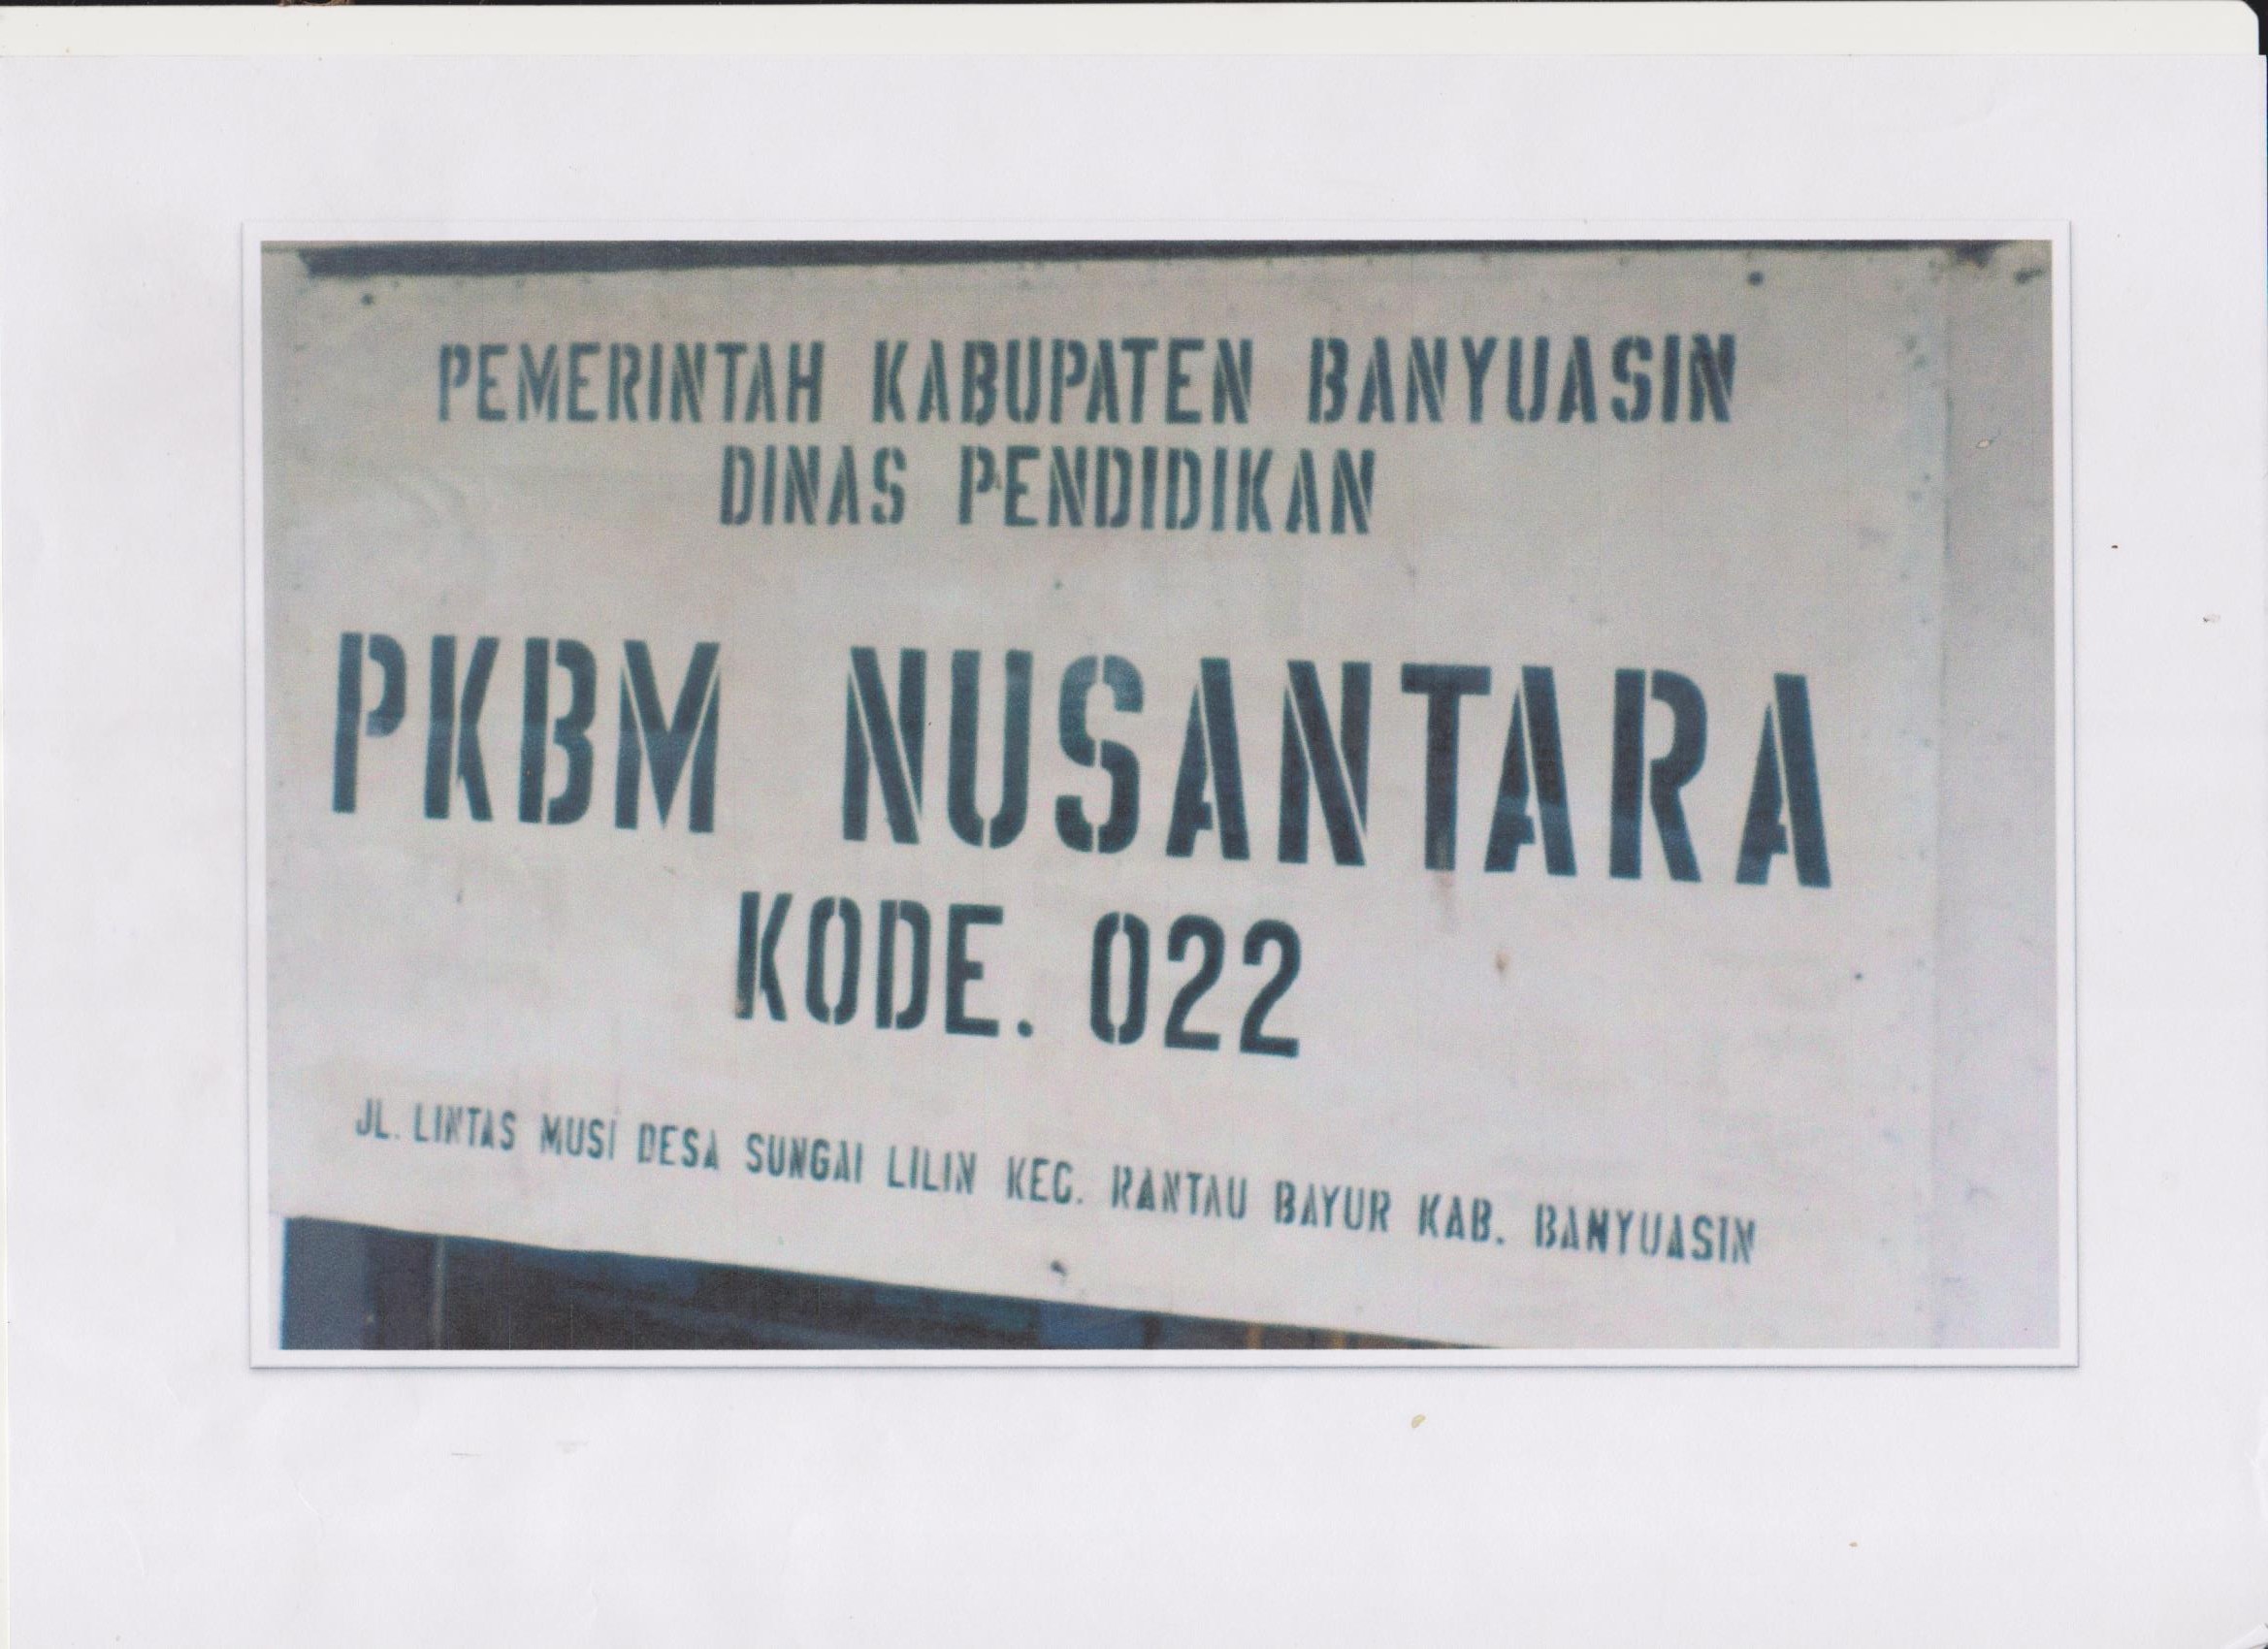 PEMERINTAH KABUPATEN BANYUASIN
DINAS PENDIDIKAN
PKBM NUSANTARA
KODE. 022
JL. LINTAS MUSI DESA SUNGAI LILIN KEC. RANTAU BAYUR KAB. BANYUASIN